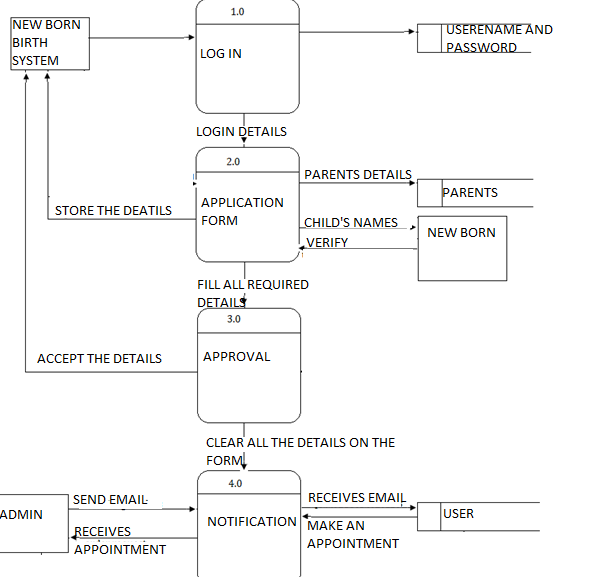 1.0
NEW BORN
BIRTH
SYSTEM
LOG IN
USERENAME AND
PASSWORD
LOGIN DETAILS
2.0
APPLICATION
FORM
PARENTS DETAILS
PARENTS
STORE THE DEATILS
CHILD'S NAMES
VERIFY
NEW BORN
FILL ALL REQUIRED
DETAILS
3.0
APPROVAL
ACCEPT THE DETAILS
CLEAR ALL THE DETAILS ON THE
FORM
4.0
NOTIFICATION
ADMIN
SEND EMAIL
RECEIVES
APPOINTMENT
RECEIVES EMAIL
MAKE AN
APPOINTMENT
USER